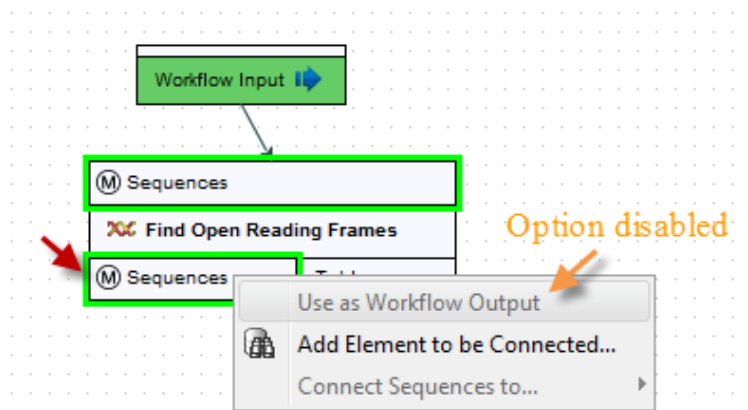 Workflow Input
M Sequences
Find Open Reading Frames
Option disabled
M Sequences
Use as Workflow Output
Add Element to be Connected...
Connect Sequences to...